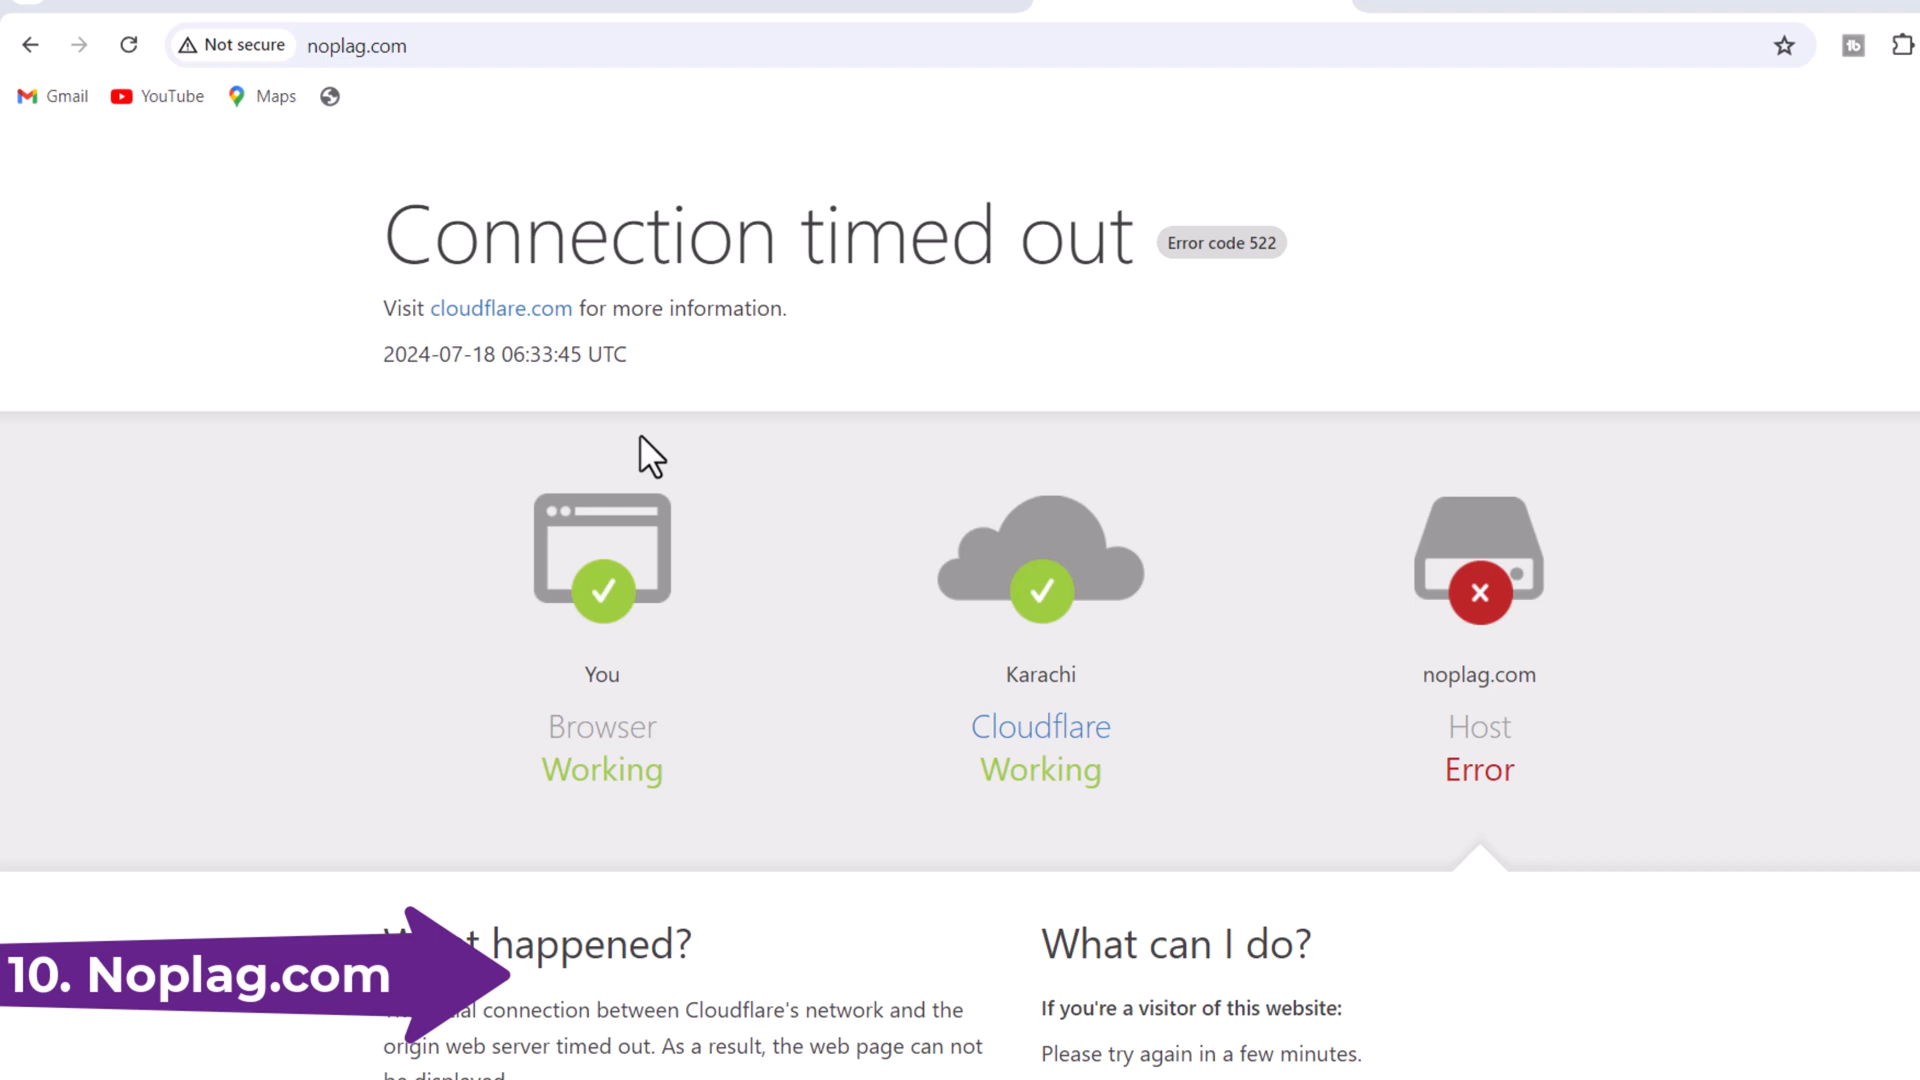 Not secure noplag.com
Gmail YouTube Maps
Connection timed out Error code 522
Visit cloudflare.com for more information.
2024-07-18 06:33:45 UTC
You
Browser
Working
Karachi
Cloudflare
Working
noplag.com
Host
Error
happened?
connection between Cloudflare's network and the
origin web server timed out. As a result, the web page can not
What can I do?
If you're a visitor of this website:
Please try again in a few minutes.
10. Noplag.com